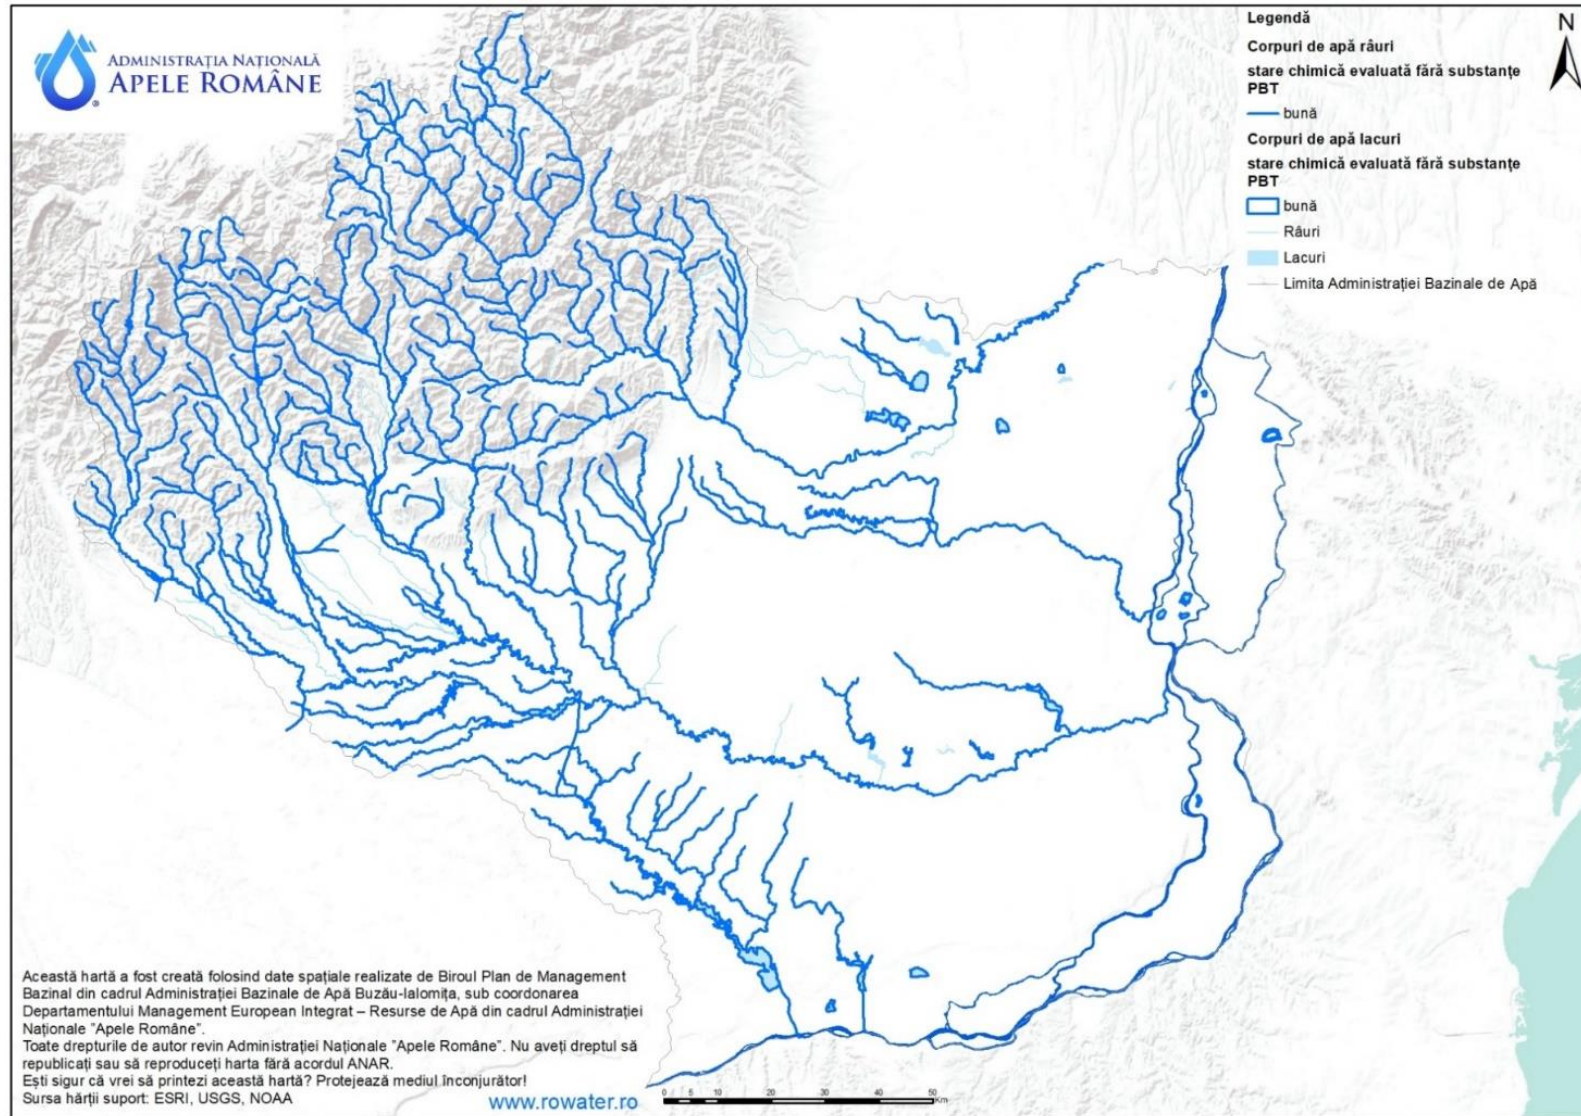 ADMINISTRAȚIA NAȚIONALĂ
APELE ROMÂNE
®
Legendă
Corpuri de apă râuri
stare chimică evaluată fără substanțe
PBT
bună
Corpuri de apă lacuri
stare chimică evaluată fără substanțe
PBT
bună
Râuri
Lacuri
Limita Administrației Bazinale de Apă
N
Această hartă a fost creată folosind date spațiale realizate de Biroul Plan de Management
Bazinal din cadrul Administrației Bazinale de Apă Buzău-Ialomița, sub coordonarea
Departamentului Management European Integrat – Resurse de Apă din cadrul Administrației
Naționale "Apele Române".
Toate drepturile de autor revin Administrației Naționale "Apele Române". Nu aveți dreptul să
republicați sau să reproduceți harta fără acordul ANAR.
Ești sigur că vrei să printezi această hartă? Protejează mediul înconjurător!
Sursa hărții suport: ESRI, USGS, NOAA
www.rowater.ro
0 5 10 20 30 40 50
Km